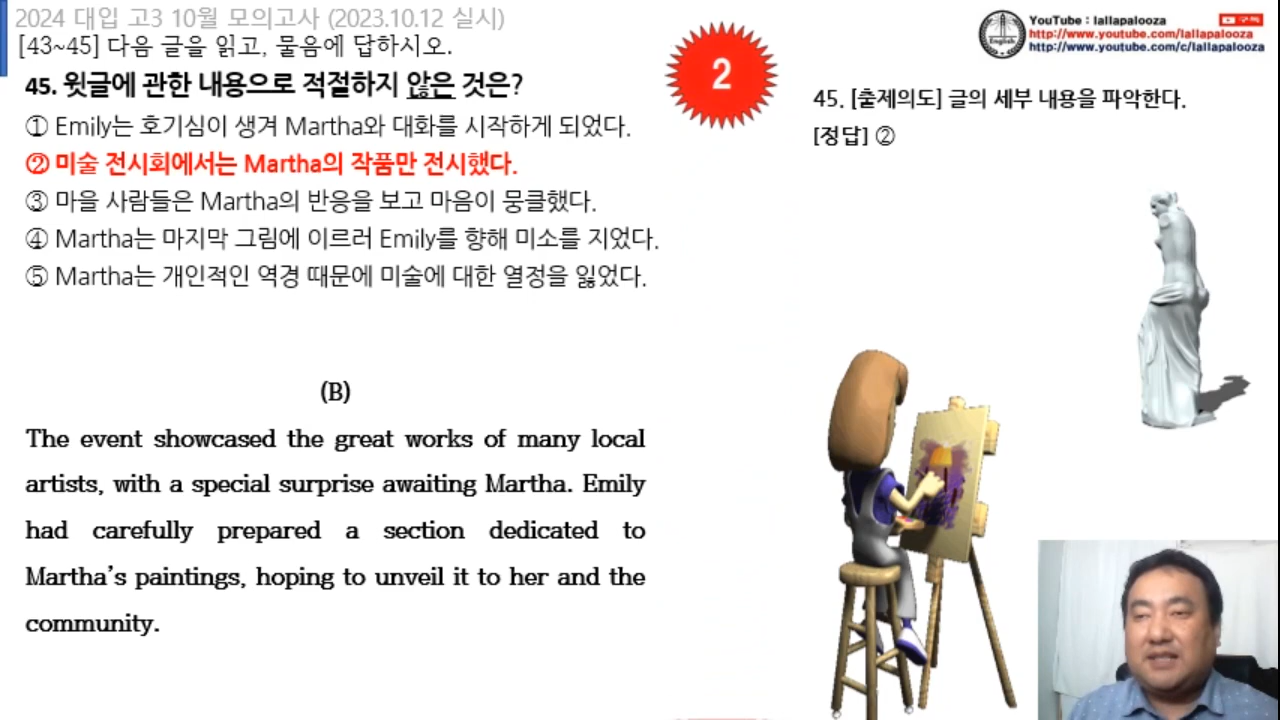 2024 대입 고3 10월 모의고사 (2023.10.12 실시)
[43~45] 다음 글을 읽고, 물음에 답하시오.
45. 윗글에 관한 내용으로 적절하지 않은 것은?
① Emily는 호기심이 생겨 Martha와 대화를 시작하게 되었다.
② 미술 전시회에서는 Martha의 작품만 전시했다.
③ 마을 사람들은 Martha의 반응을 보고 마음이 뭉클했다.
④ Martha는 마지막 그림에 이르러 Emily를 향해 미소를 지었다.
⑤ Martha는 개인적인 역경 때문에 미술에 대한 열정을 잃었다.
(B)
The event showcased the great works of many local
artists, with a special surprise awaiting Martha. Emily
had carefully prepared a section dedicated to
Martha's paintings, hoping to unveil it to her and the
community.
2
English
YouTube : lallapalooza
구독
http://www.youtube.com/lallapalooza
http://www.youtube.com/c/lallapalooza
45. [출제의도] 글의 세부 내용을 파악한다.
[정답] ②